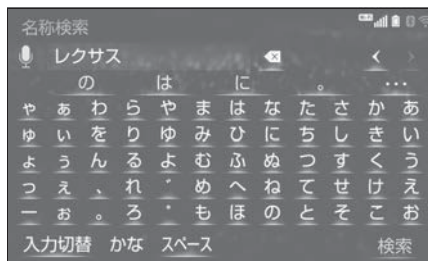 名称検索
レクサス
の は に 。 …
ゃ ぁ わ ら や ま は な た さ か あ
ゅ ぃ を り ゆ み ひ に ち し き い
ょ ぅ ん る よ む ふ ぬ つ す く う
っ ぇ 、 れ ゛ め へ ね て せ け え
ー ぉ 。 ろ ゜ も ほ の と そ こ お
入力切替 かな スペース 検索